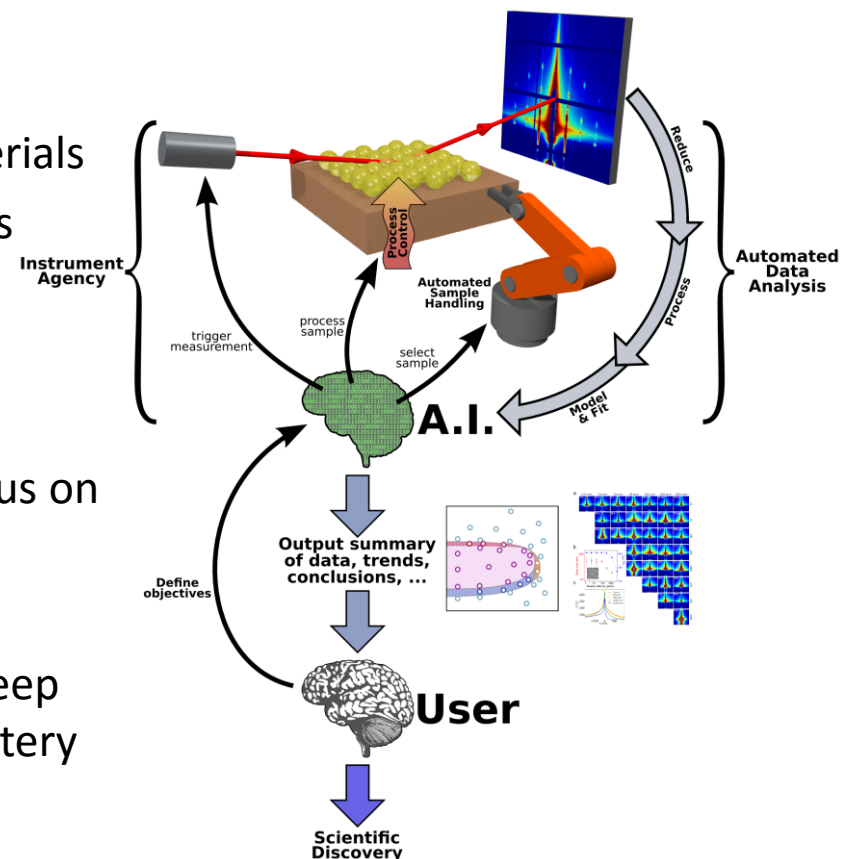 erials
s
us on
eep
tery
Instrument
Agency
trigger
measurement
process
sample
Process
Control
select
sample
Automated
Sample
Handling
Reduce
Process
Model
& Fit
Automated
Data
Analysis
A.I.
Output summary
of data, trends,
conclusions, ...
Define
objectives
User
Scientific
Discovery